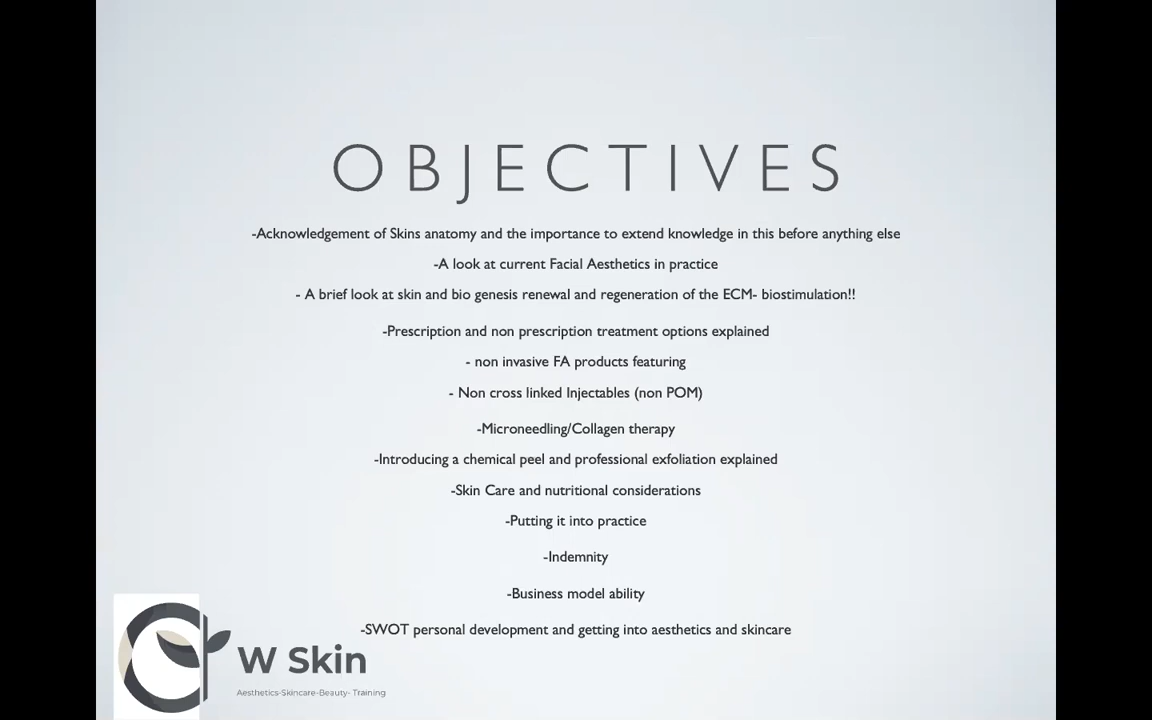 OBJECTIVES
-Acknowledgement of Skins anatomy and the importance to extend knowledge in this before anything else
-A look at current Facial Aesthetics in practice
- A brief look at skin and bio genesis renewal and regeneration of the ECM- biostimulation!!
-Prescription and non prescription treatment options explained
- non invasive FA products featuring
- Non cross linked Injectables (non POM)
-Microneedling/Collagen therapy
-Introducing a chemical peel and professional exfoliation explained
-Skin Care and nutritional considerations
-Putting it into practice
-Indemnity
-Business model ability
-SWOT personal development and getting into aesthetics and skincare
W Skin
Aesthetics-Skincare-Beauty- Training